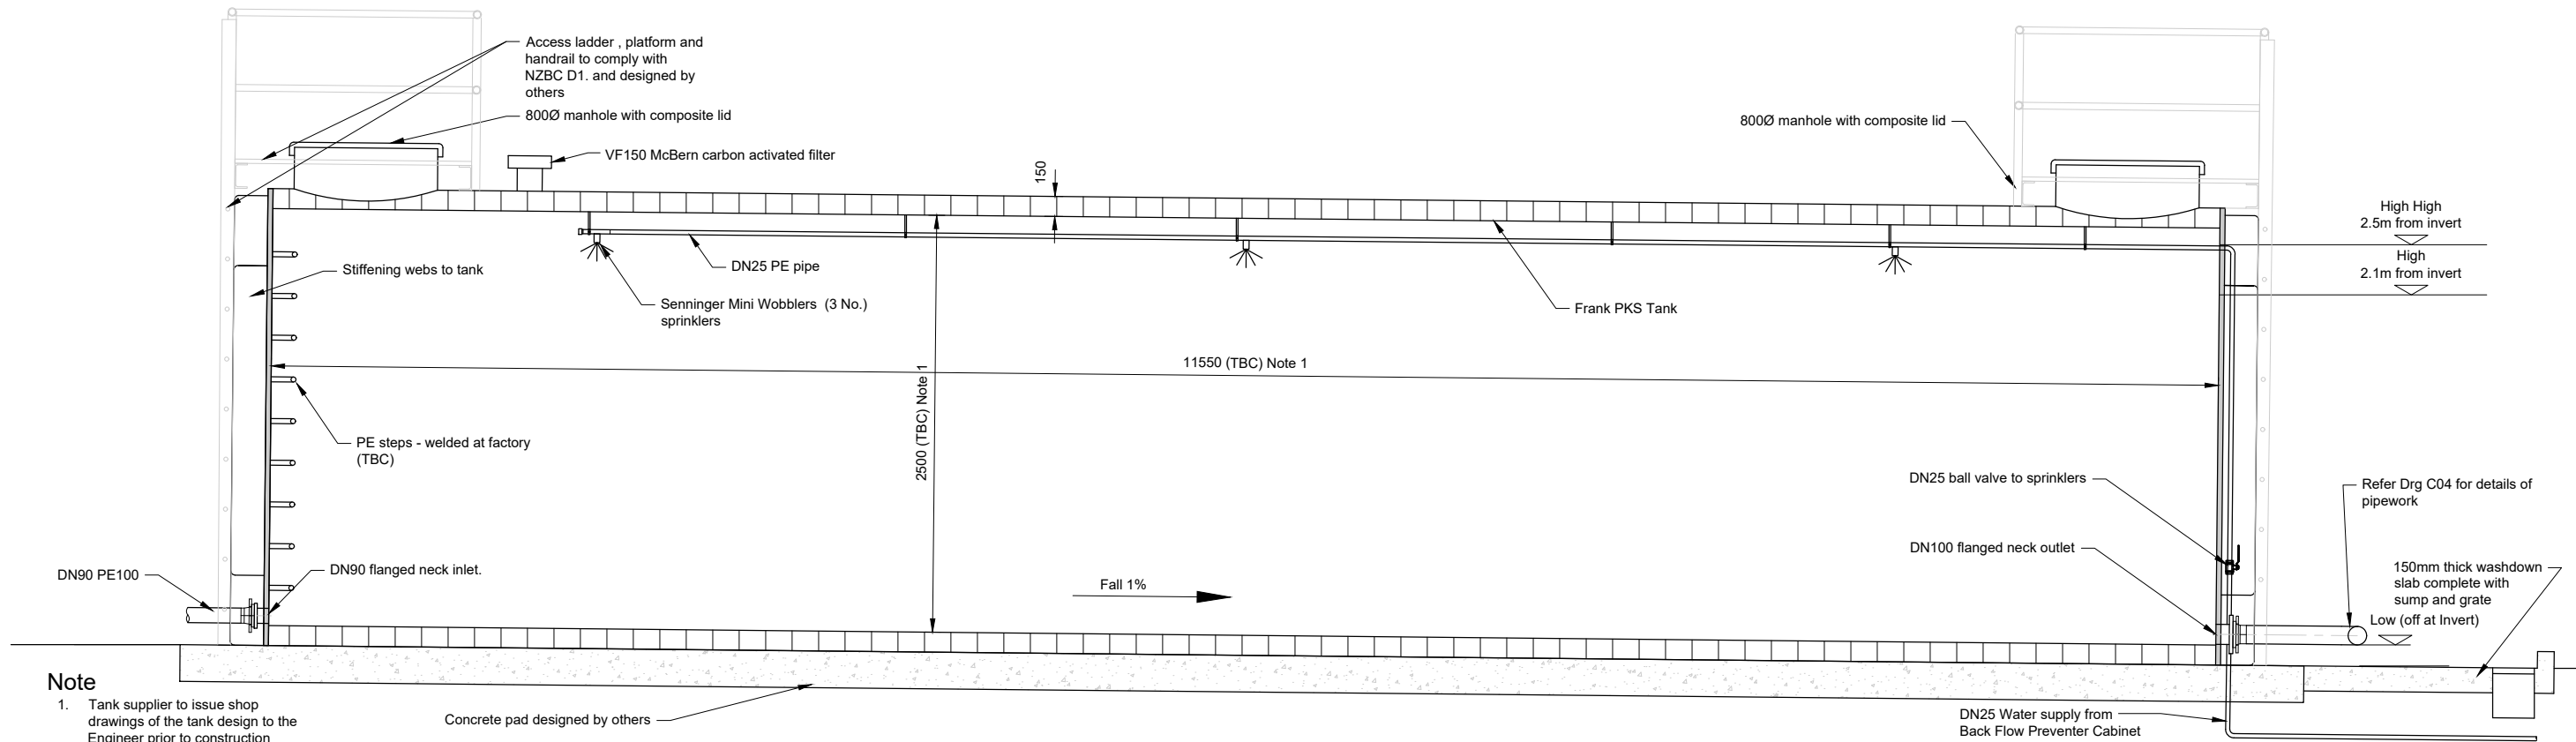 Access ladder , platform and
handrail to comply with
NZBC D1. and designed by
others
800Ø manhole with composite lid
VF150 McBern carbon activated filter
150
800Ø manhole with composite lid
High High
2.5m from invert
High
2.1m from invert
Stiffening webs to tank
DN25 PE pipe
Senninger Mini Wobblers (3 No.)
sprinklers
Frank PKS Tank
11550 (TBC) Note 1
2500 (TBC) Note 1
PE steps - welded at factory
(TBC)
DN25 ball valve to sprinklers
Refer Drg C04 for details of
pipework
DN90 PE100
DN90 flanged neck inlet.
DN100 flanged neck outlet
Fall 1%
150mm thick washdown
slab complete with
sump and grate
Low (off at Invert)
Note
1. Tank supplier to issue shop
drawings of the tank design to the
Engineer prior to construction
Concrete pad designed by others
DN25 Water supply from
Back Flow Preventer Cabinet